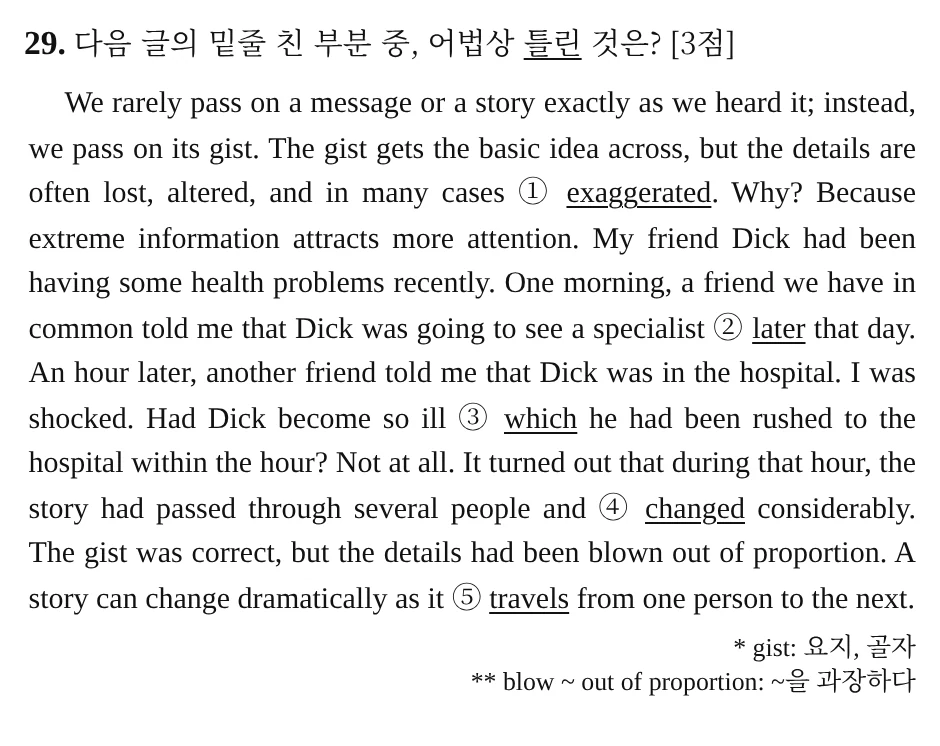 29. 다음 글의 밑줄 친 부분 중, 어법상 틀린 것은? [3점]
We rarely pass on a message or a story exactly as we heard it; instead,
we pass on its gist. The gist gets the basic idea across, but the details are
often lost, altered, and in many cases ① exaggerated. Why? Because
extreme information attracts more attention. My friend Dick had been
having some health problems recently. One morning, a friend we have in
common told me that Dick was going to see a specialist ② later that day.
An hour later, another friend told me that Dick was in the hospital. I was
shocked. Had Dick become so ill ③ which he had been rushed to the
hospital within the hour? Not at all. It turned out that during that hour, the
story had passed through several people and ④ changed considerably.
The gist was correct, but the details had been blown out of proportion. A
story can change dramatically as it ⑤ travels from one person to the next.
* gist: 요지, 골자
** blow ~ out of proportion: ~을 과장하다